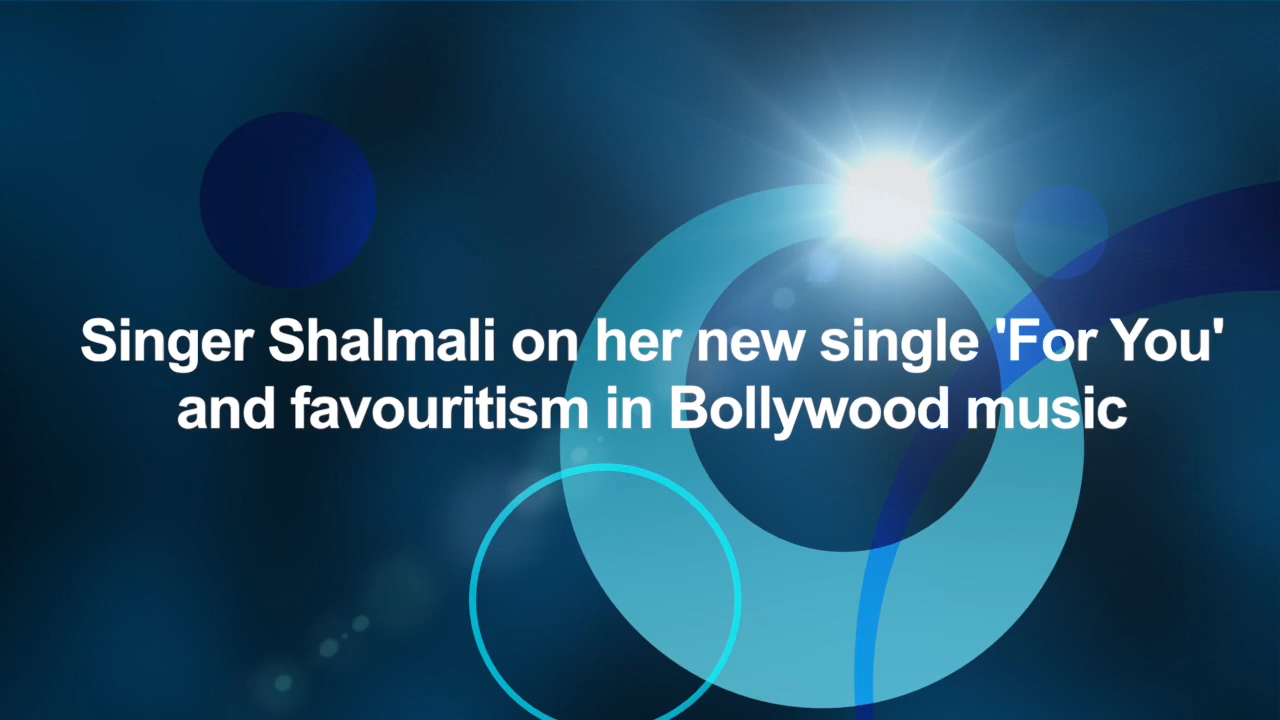 Singer Shalmali on her new single 'For You'
and favouritism in Bollywood music